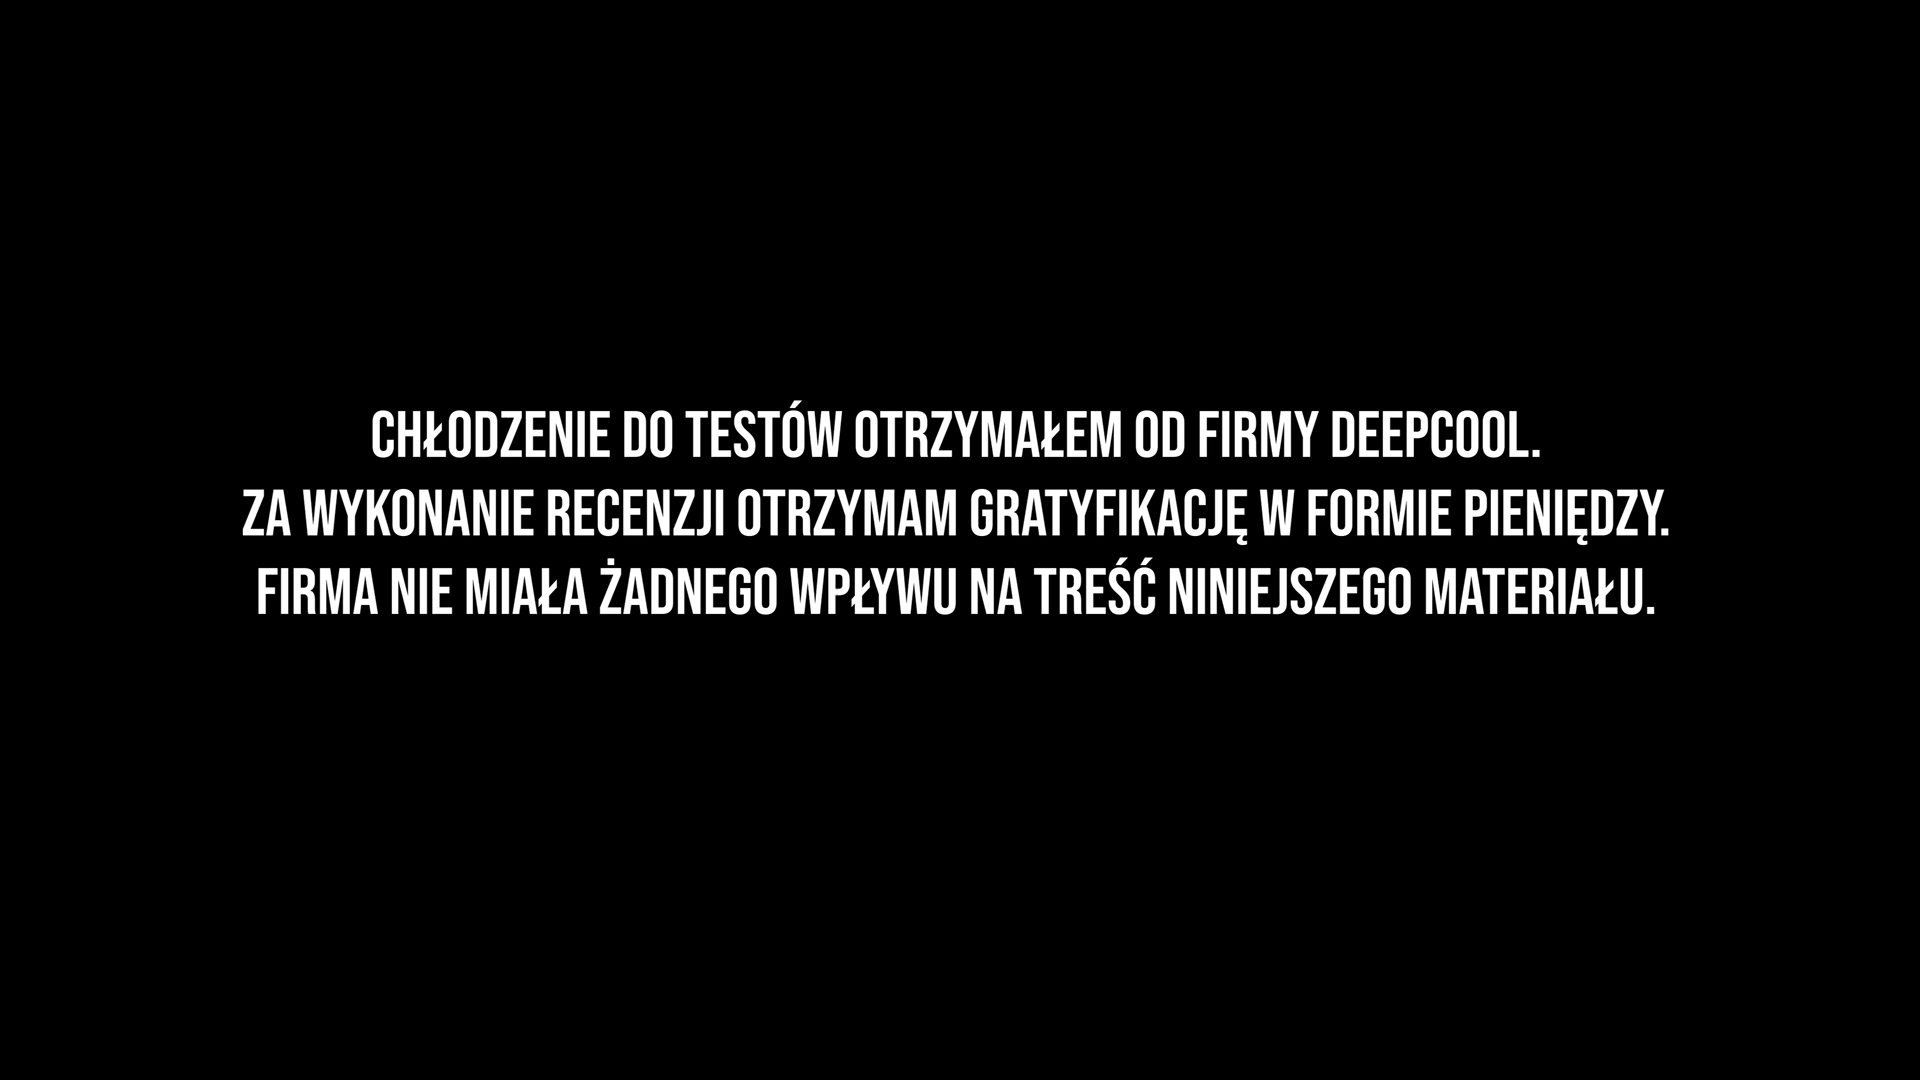 CHŁODZENIE DO TESTÓW OTRZYMAŁEM OD FIRMY DEEPCOOL.
ZA WYKONANIE RECENZJI OTRZYMAM GRATYFIKACJĘ W FORMIE PIENIĘDZY.
FIRMA NIE MIAŁA ŻADNEGO WPŁYWU NA TREŚĆ NINIEJSZEGO MATERIAŁU.